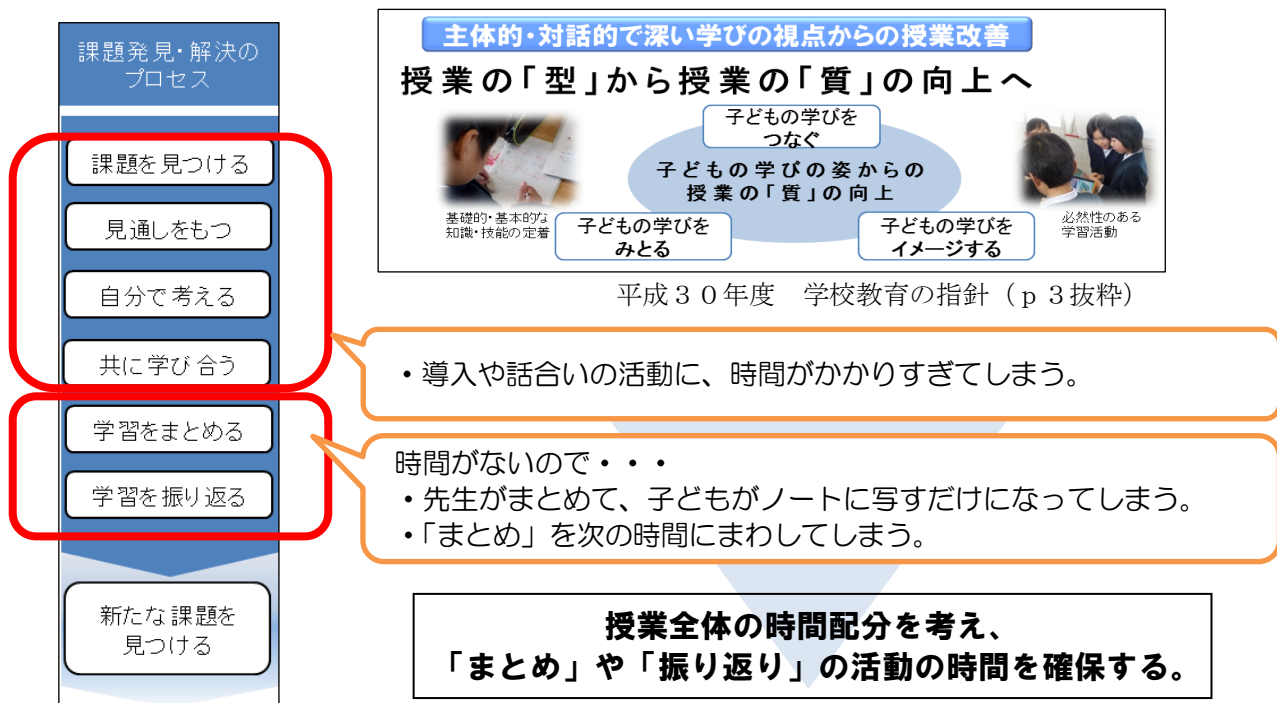 課題発見・解決の
プロセス
課題を見つける
見通しをもつ
自分で考える
共に学び合う
学習をまとめる
学習を振り返る
新たな課題を
見つける
主体的・対話的で深い学びの視点からの授業改善
授業の「型」から授業の「質」の向上へ
子どもの学びを
つなぐ
子どもの学びの姿からの
授業の「質」の向上
基礎的・基本的な
知識・技能の定着
子どもの学びを
みとる
子どもの学びを
イメージする
必然性のある
学習活動
平成３０年度　学校教育の指針（ｐ３抜粋）
・導入や話合いの活動に、時間がかかりすぎてしまう。
時間がないので・・・
・先生がまとめて、子どもがノートに写すだけになってしまう。
・「まとめ」を次の時間にまわしてしまう。
授業全体の時間配分を考え、
「まとめ」や「振り返り」の活動の時間を確保する。